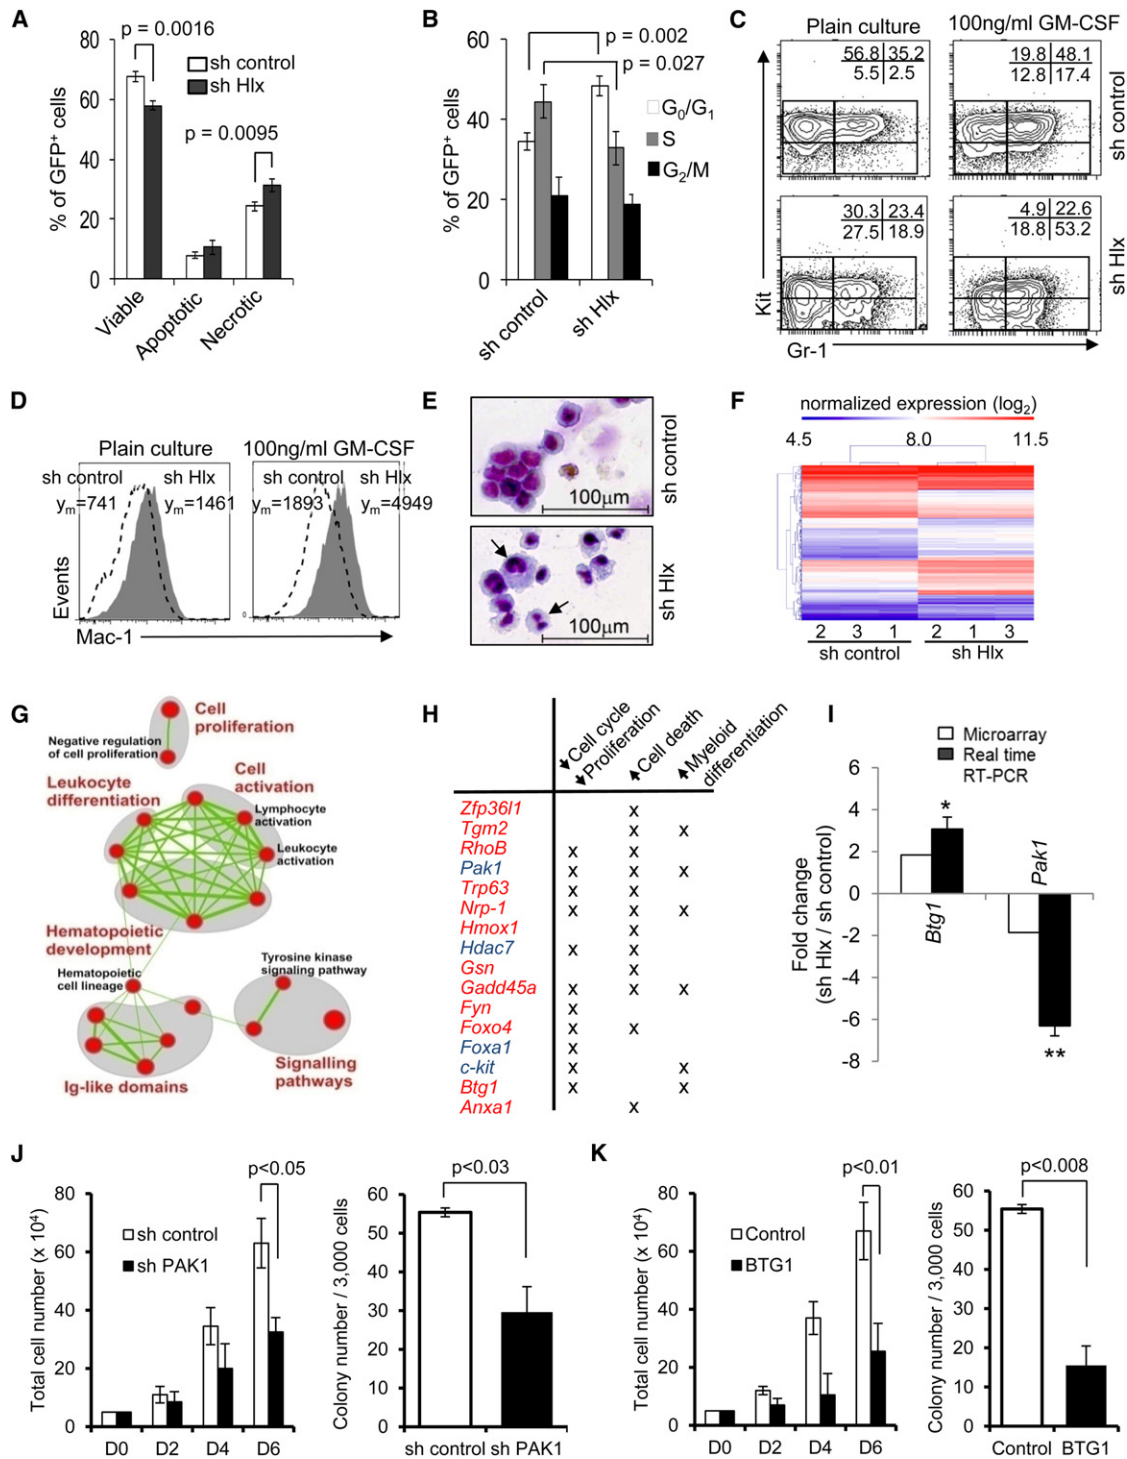 A
p = 0.0016
80
60
40
20
0
% of GFP+ cells
sh control
sh Hlx
p = 0.0095
Viable
Apoptotic
Necrotic
B
p = 0.002
p = 0.027
60
40
20
0
% of GFP+ cells
G0/G1
S
G2/M
sh control
sh Hlx
C
Plain culture
100ng/ml GM-CSF
56.8 35.2
5.5 2.5
19.8 48.1
12.8 17.4
sh control
30.3 23.4
27.5 18.9
4.9 22.6
18.8 53.2
sh Hlx
Kit
Gr-1
D
Plain culture
100ng/ml GM-CSF
sh control
sh Hlx
sh control
sh Hlx
ym=741
ym=1461
ym=1893
ym=4949
Events
0
Mac-1
E
100µm
sh control
100µm
sh Hlx
F
normalized expression (log2)
4.5 8.0 11.5
2 3 1 2 1 3
sh control
sh Hlx
G
Cell
proliferation
Negative regulation
of cell proliferation
Leukocyte
differentiation
Cell
activation
Lymphocyte
activation
Leukocyte
activation
Hematopoietic
development
Hematopoietic
cell lineage
Tyrosine kinase
signaling pathway
Ig-like domains
Signalling
pathways
H
Cell cycle
Proliferation
Cell death
Myeloid
differentiation
Zfp36l1 x
Tgm2 x x
RhoB x x
Pak1 x x x
Trp63 x x
Nrp-1 x x x
Hmox1 x
Hdac7 x x
Gsn x
Gadd45a x x x
Fyn x
Foxo4 x x
Foxa1 x
c-kit x x
Btg1 x x
Anxa1 x
I
Microarray
Real time
RT-PCR
6
4
2
0
-2
-4
-6
-8
Fold change
(sh Hlx / sh control)
*
Btg1
Pak1
**
J
p<0.05
80
60
40
20
0
Total cell number (x 10⁴)
sh control
sh PAK1
D0 D2 D4 D6
p<0.03
60
50
40
30
20
10
0
Colony number / 3,000 cells
sh control sh PAK1
K
p<0.01
80
60
40
20
0
Total cell number (x 10⁴)
Control
BTG1
D0 D2 D4 D6
p<0.008
60
50
40
30
20
10
0
Colony number / 3,000 cells
Control BTG1